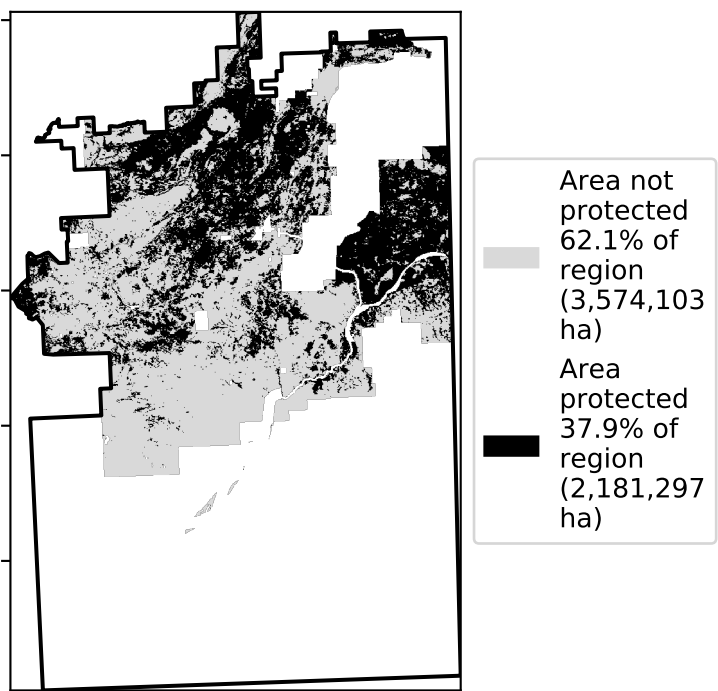 Area not
protected
62.1% of
region
(3,574,103
ha)
Area
protected
37.9% of
region
(2,181,297
ha)